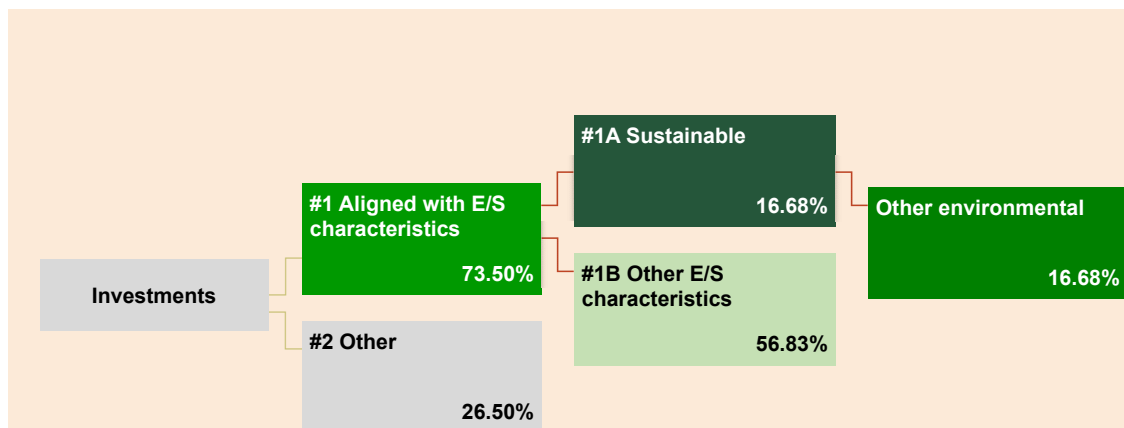 #1A Sustainable
16.68%
#1 Aligned with E/S
characteristics
73.50%
Other environmental
16.68%
Investments
#1B Other E/S
characteristics
56.83%
#2 Other
26.50%